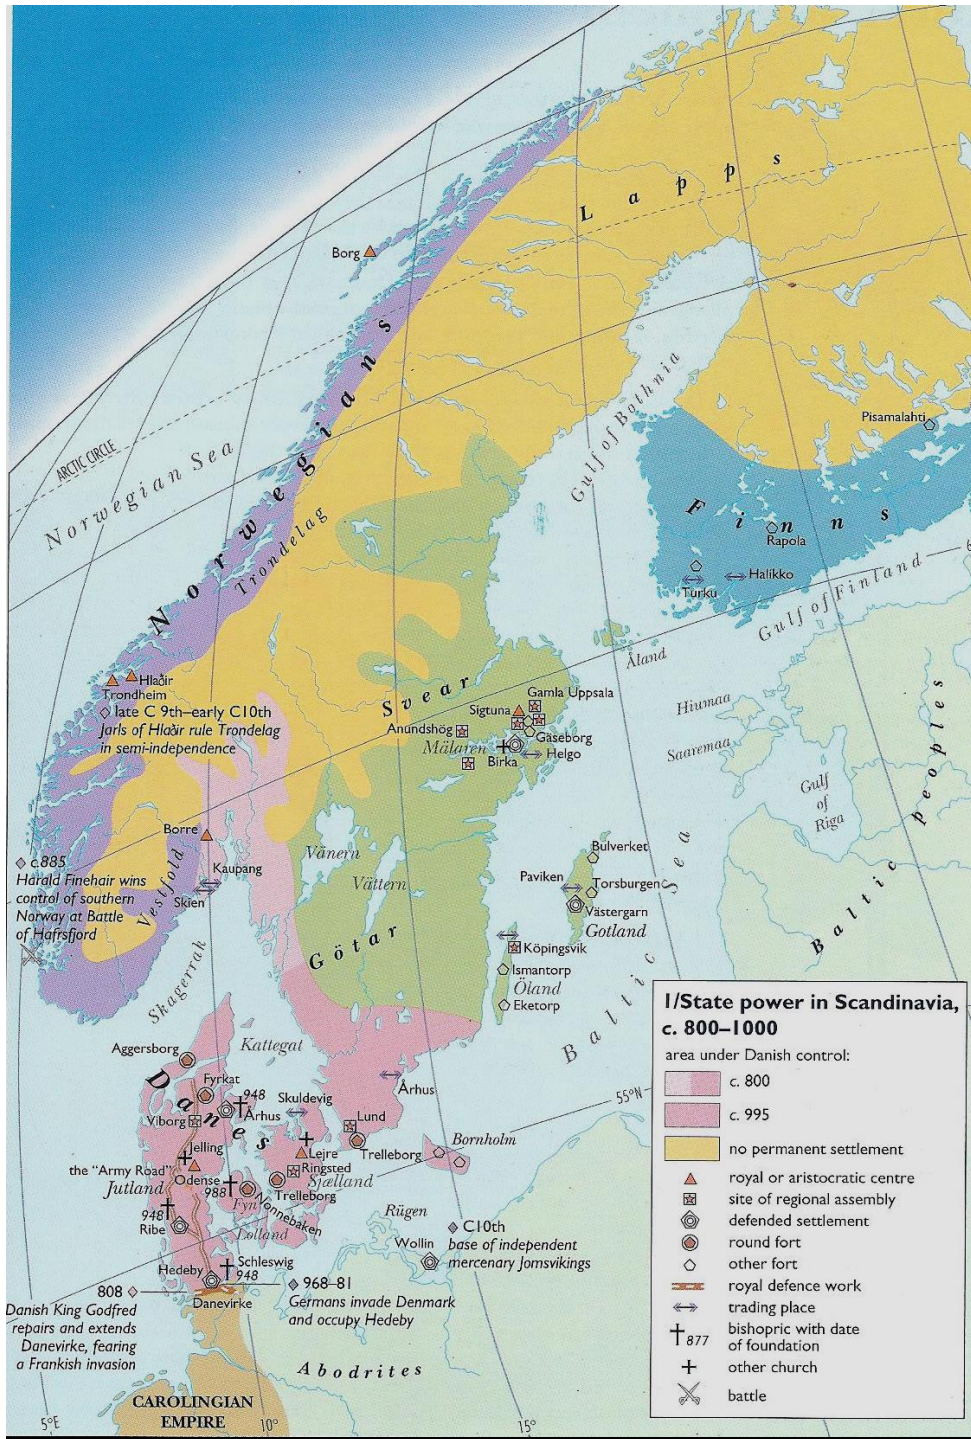 Lapps
Borg
ARCTIC CIRCLE
Norwegian Sea
Norwegians
Trondelag
Gulf of Bothnia
Pisamalahti
Finns
Rapola
Halikko
Turku
Gulf of Finland
6
Åland
Hlaðir
Trondheim
late C 9th–early C10th
Jarls of Hlaðir rule Trondelag
in semi-independence
Svear
Gamla Uppsala
Sigtuna
Anundshög
Mälaren
Gåseborg
Birka
Helgo
Hiumaa
Saaremaa
Gulf
of
Riga
Baltic peoples
Borre
Kaupang
Skien
Vestfold
c.885
Harald Finehair wins
control of southern
Norway at Battle
of Hafrsfjord
Vänern
Vättern
Götar
Bulverket
Paviken
Torsburgen
Västergarn
Gotland
Köpingsvik
Ismantorp
Öland
Eketorp
Baltic Sea
Skagerrak
Kattegat
Aggersborg
Danes
Fyrkat
948
Århus
Skuldevig
Århus
55°N
Viborg
Lund
Jelling
Lejre
Trelleborg
Bornholm
the "Army Road"
Jutland
Odense
988
Ringsted
Sjælland
Trelleborg
Fyn
Nonnebaken
948
Ribe
Lolland
Rügen
C10th
base of independent
mercenary Jomsvikings
Wollin
Hedeby
Schleswig
948
808
Danish King Godfred
repairs and extends
Danevirke, fearing
a Frankish invasion
Danevirke
968–81
Germans invade Denmark
and occupy Hedeby
Abodrites
CAROLINGIAN
EMPIRE
5°E
10°
15°
1/State power in Scandinavia,
c. 800–1000
area under Danish control:
c. 800
c. 995
no permanent settlement
royal or aristocratic centre
site of regional assembly
defended settlement
round fort
other fort
royal defence work
trading place
877
bishopric with date
of foundation
other church
battle